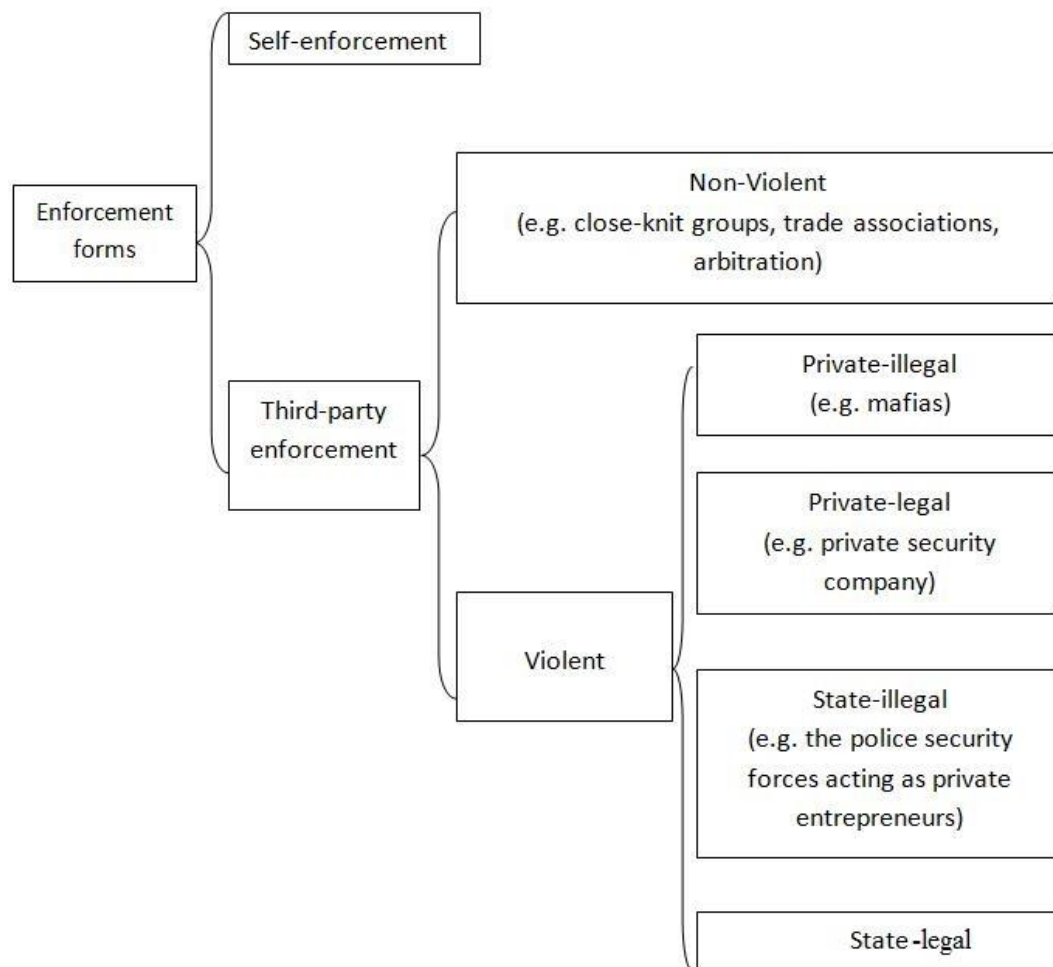 Self-enforcement
Enforcement
forms
Third-party
enforcement
Non-Violent
(e.g. close-knit groups, trade associations,
arbitration)
Violent
Private-illegal
(e.g. mafias)
Private-legal
(e.g. private security
company)
State-illegal
(e.g. the police security
forces acting as private
entrepreneurs)
State-legal